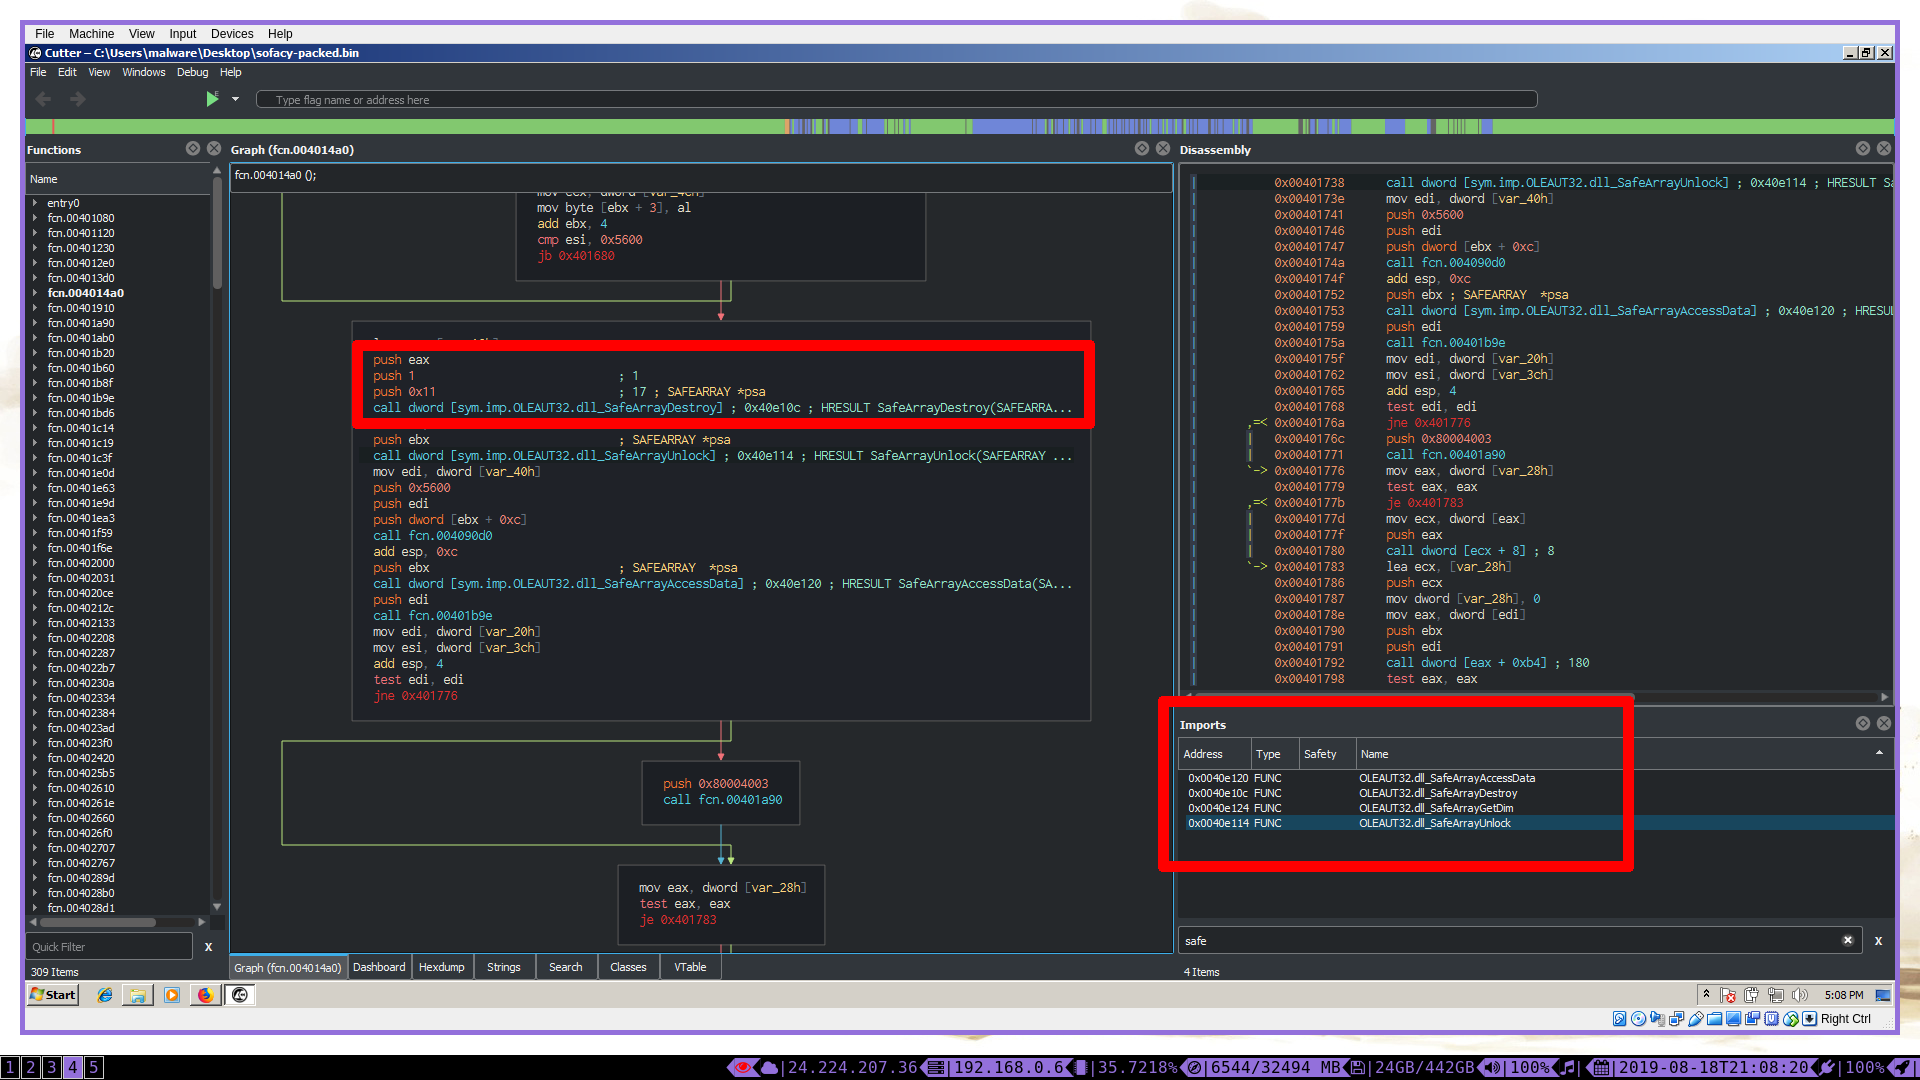 File Machine View Input Devices Help
Cutter – C:\Users\malware\Desktop\sofacy-packed.bin
File Edit View Windows Debug Help
Type flag name or address here
Functions
Name
entry0
fcn.00401080
fcn.00401120
fcn.00401230
fcn.004012e0
fcn.004013d0
fcn.004014a0
fcn.00401910
fcn.00401a90
fcn.00401ab0
fcn.00401b20
fcn.00401b60
fcn.00401b8f
fcn.00401b9e
fcn.00401bd6
fcn.00401c14
fcn.00401c19
fcn.00401c3f
fcn.00401e0d
fcn.00401e63
fcn.00401e9d
fcn.00401ea3
fcn.00401f59
fcn.00401f6e
fcn.00402000
fcn.00402031
fcn.004020ce
fcn.0040212c
fcn.00402133
fcn.00402208
fcn.00402287
fcn.004022b7
fcn.0040230a
fcn.00402334
fcn.00402384
fcn.004023ad
fcn.004023f0
fcn.00402420
fcn.004025b5
fcn.00402610
fcn.0040261e
fcn.00402660
fcn.004026f0
fcn.00402707
fcn.00402767
fcn.0040289d
fcn.004028b0
fcn.004028d1
Quick Filter X
309 Items
Graph (fcn.004014a0)
fcn.004014a0 ();
mov byte [ebx + 3], al
add ebx, 4
cmp esi, 0x5600
jb 0x401680
push eax
push 1 ; 1
push 0x11 ; 17 ; SAFEARRAY *psa
call dword [sym.imp.OLEAUT32.dll_SafeArrayDestroy] ; 0x40e10c ; HRESULT SafeArrayDestroy(SAFEARRA...
push ebx ; SAFEARRAY *psa
call dword [sym.imp.OLEAUT32.dll_SafeArrayUnlock] ; 0x40e114 ; HRESULT SafeArrayUnlock(SAFEARRAY ...
mov edi, dword [var_40h]
push 0x5600
push edi
push dword [ebx + 0xc]
call fcn.004090d0
add esp, 0xc
push ebx ; SAFEARRAY *psa
call dword [sym.imp.OLEAUT32.dll_SafeArrayAccessData] ; 0x40e120 ; HRESULT SafeArrayAccessData(SA...
push edi
call fcn.00401b9e
mov edi, dword [var_20h]
mov esi, dword [var_3ch]
add esp, 4
test edi, edi
jne 0x401776
push 0x80004003
call fcn.00401a90
mov eax, dword [var_28h]
test eax, eax
je 0x401783
Graph (fcn.004014a0) Dashboard Hexdump Strings Search Classes VTable
Disassembly
0x00401738 call dword [sym.imp.OLEAUT32.dll_SafeArrayUnlock] ; 0x40e114 ; HRESULT Sa
0x0040173e mov edi, dword [var_40h]
0x00401741 push 0x5600
0x00401746 push edi
0x00401747 push dword [ebx + 0xc]
0x0040174a call fcn.004090d0
0x0040174f add esp, 0xc
0x00401752 push ebx ; SAFEARRAY *psa
0x00401753 call dword [sym.imp.OLEAUT32.dll_SafeArrayAccessData] ; 0x40e120 ; HRESU
0x00401759 push edi
0x0040175a call fcn.00401b9e
0x0040175f mov edi, dword [var_20h]
0x00401762 mov esi, dword [var_3ch]
0x00401765 add esp, 4
0x00401768 test edi, edi
,=< 0x0040176a jne 0x401776
| 0x0040176c push 0x80004003
| 0x00401771 call fcn.00401a90
`-> 0x00401776 mov eax, dword [var_28h]
0x00401779 test eax, eax
,=< 0x0040177b je 0x401783
| 0x0040177d mov ecx, dword [eax]
| 0x0040177f push eax
| 0x00401780 call dword [ecx + 8] ; 8
`-> 0x00401783 lea ecx, [var_28h]
0x00401786 push ecx
0x00401787 mov dword [var_28h], 0
0x0040178e mov eax, dword [edi]
0x00401790 push ebx
0x00401791 push edi
0x00401792 call dword [eax + 0xb4] ; 180
0x00401798 test eax, eax
Imports
Address Type Safety Name
0x0040e120 FUNC OLEAUT32.dll_SafeArrayAccessData
0x0040e10c FUNC OLEAUT32.dll_SafeArrayDestroy
0x0040e124 FUNC OLEAUT32.dll_SafeArrayGetDim
0x0040e114 FUNC OLEAUT32.dll_SafeArrayUnlock
safe X
4 Items
Start 5:08 PM
Right Ctrl
1 2 3 4 5 |24.224.207.36 |192.168.0.6 |35.7218% |6544/32494 MB |24GB/442GB |100% | |2019-08-18T21:08:20 |100%